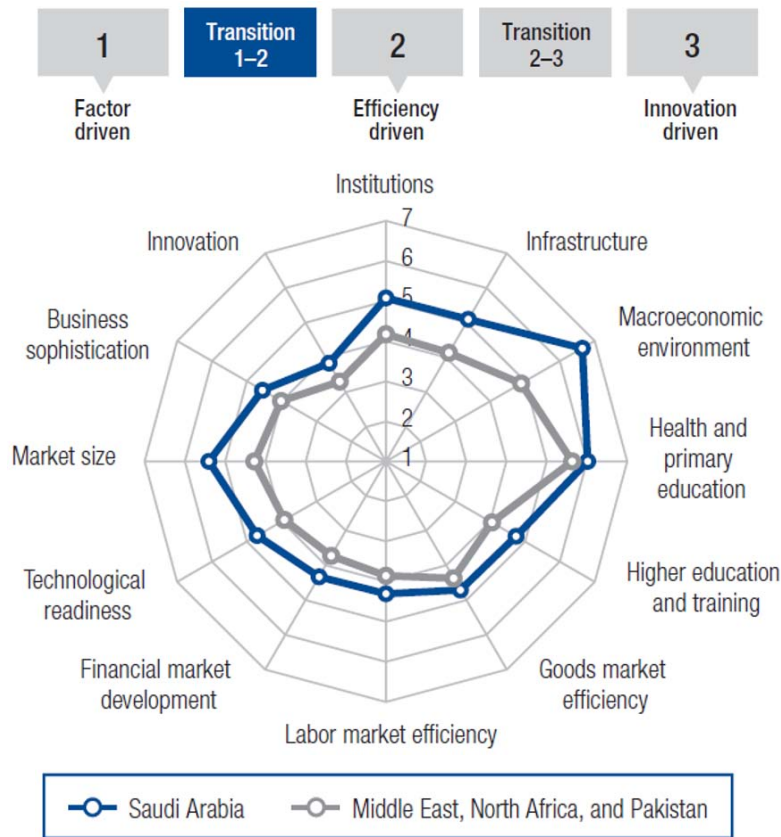 1
Transition
1–2
2
Transition
2–3
3
Factor
driven
Efficiency
driven
Innovation
driven
Institutions
7
Innovation
Infrastructure
6
Business
sophistication
5
Macroeconomic
environment
4
3
Market size
2
Health and
primary
education
1
Technological
readiness
Higher education
and training
Financial market
development
Goods market
efficiency
Labor market efficiency
Saudi Arabia
Middle East, North Africa, and Pakistan